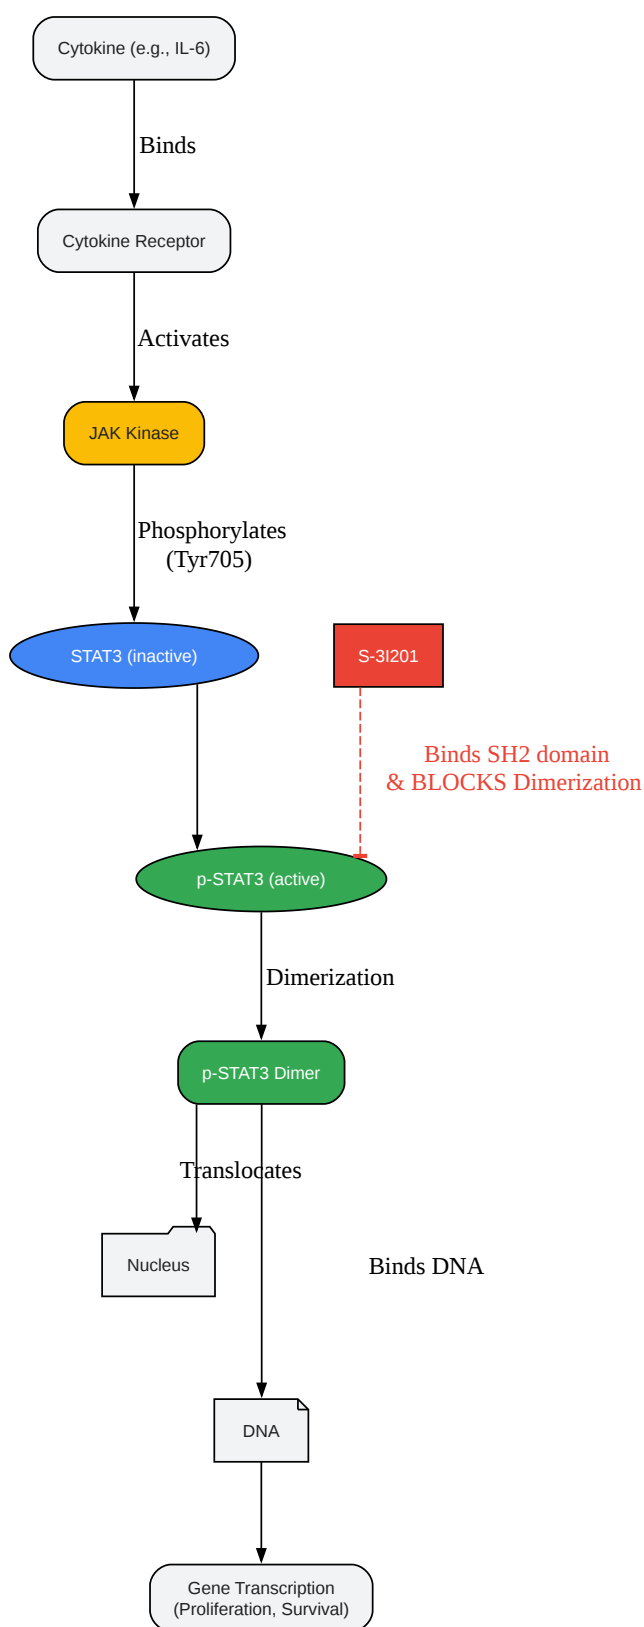 Cytokine (e.g., IL-6)
Binds
Cytokine Receptor
Activates
JAK Kinase
Phosphorylates
(Tyr705)
STAT3 (inactive)
S-3I201
Binds SH2 domain
& BLOCKS Dimerization
p-STAT3 (active)
Dimerization
p-STAT3 Dimer
Translocates
Nucleus
Binds DNA
DNA
Gene Transcription
(Proliferation, Survival)